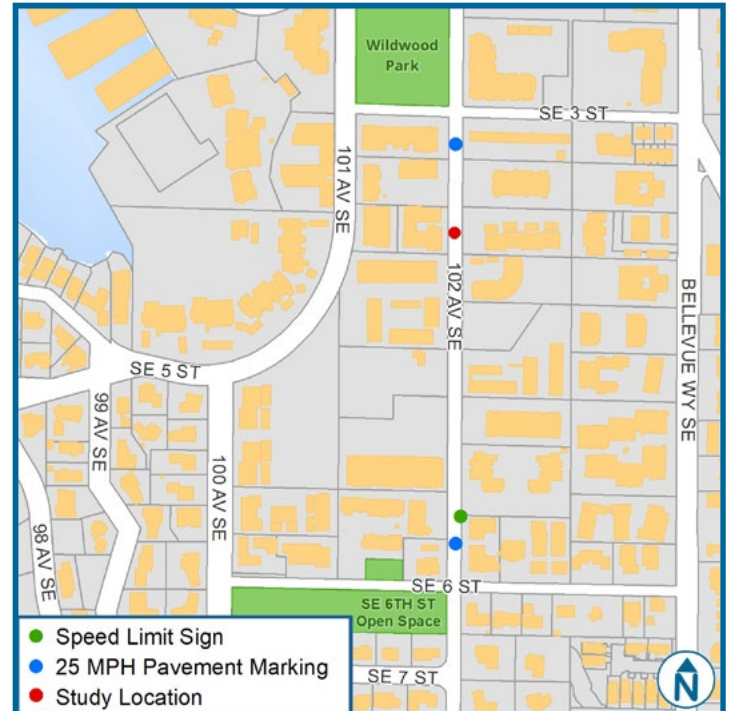 Wildwood
Park
SE 3 ST
101 AV SE
102 AV SE
BELLEVUE WY SE
SE 5 ST
99 AV SE
100 AV SE
98 AV SE
SE 6 ST
SE 6TH ST
Open Space
SE 7 ST
Speed Limit Sign
25 MPH Pavement Marking
Study Location
N